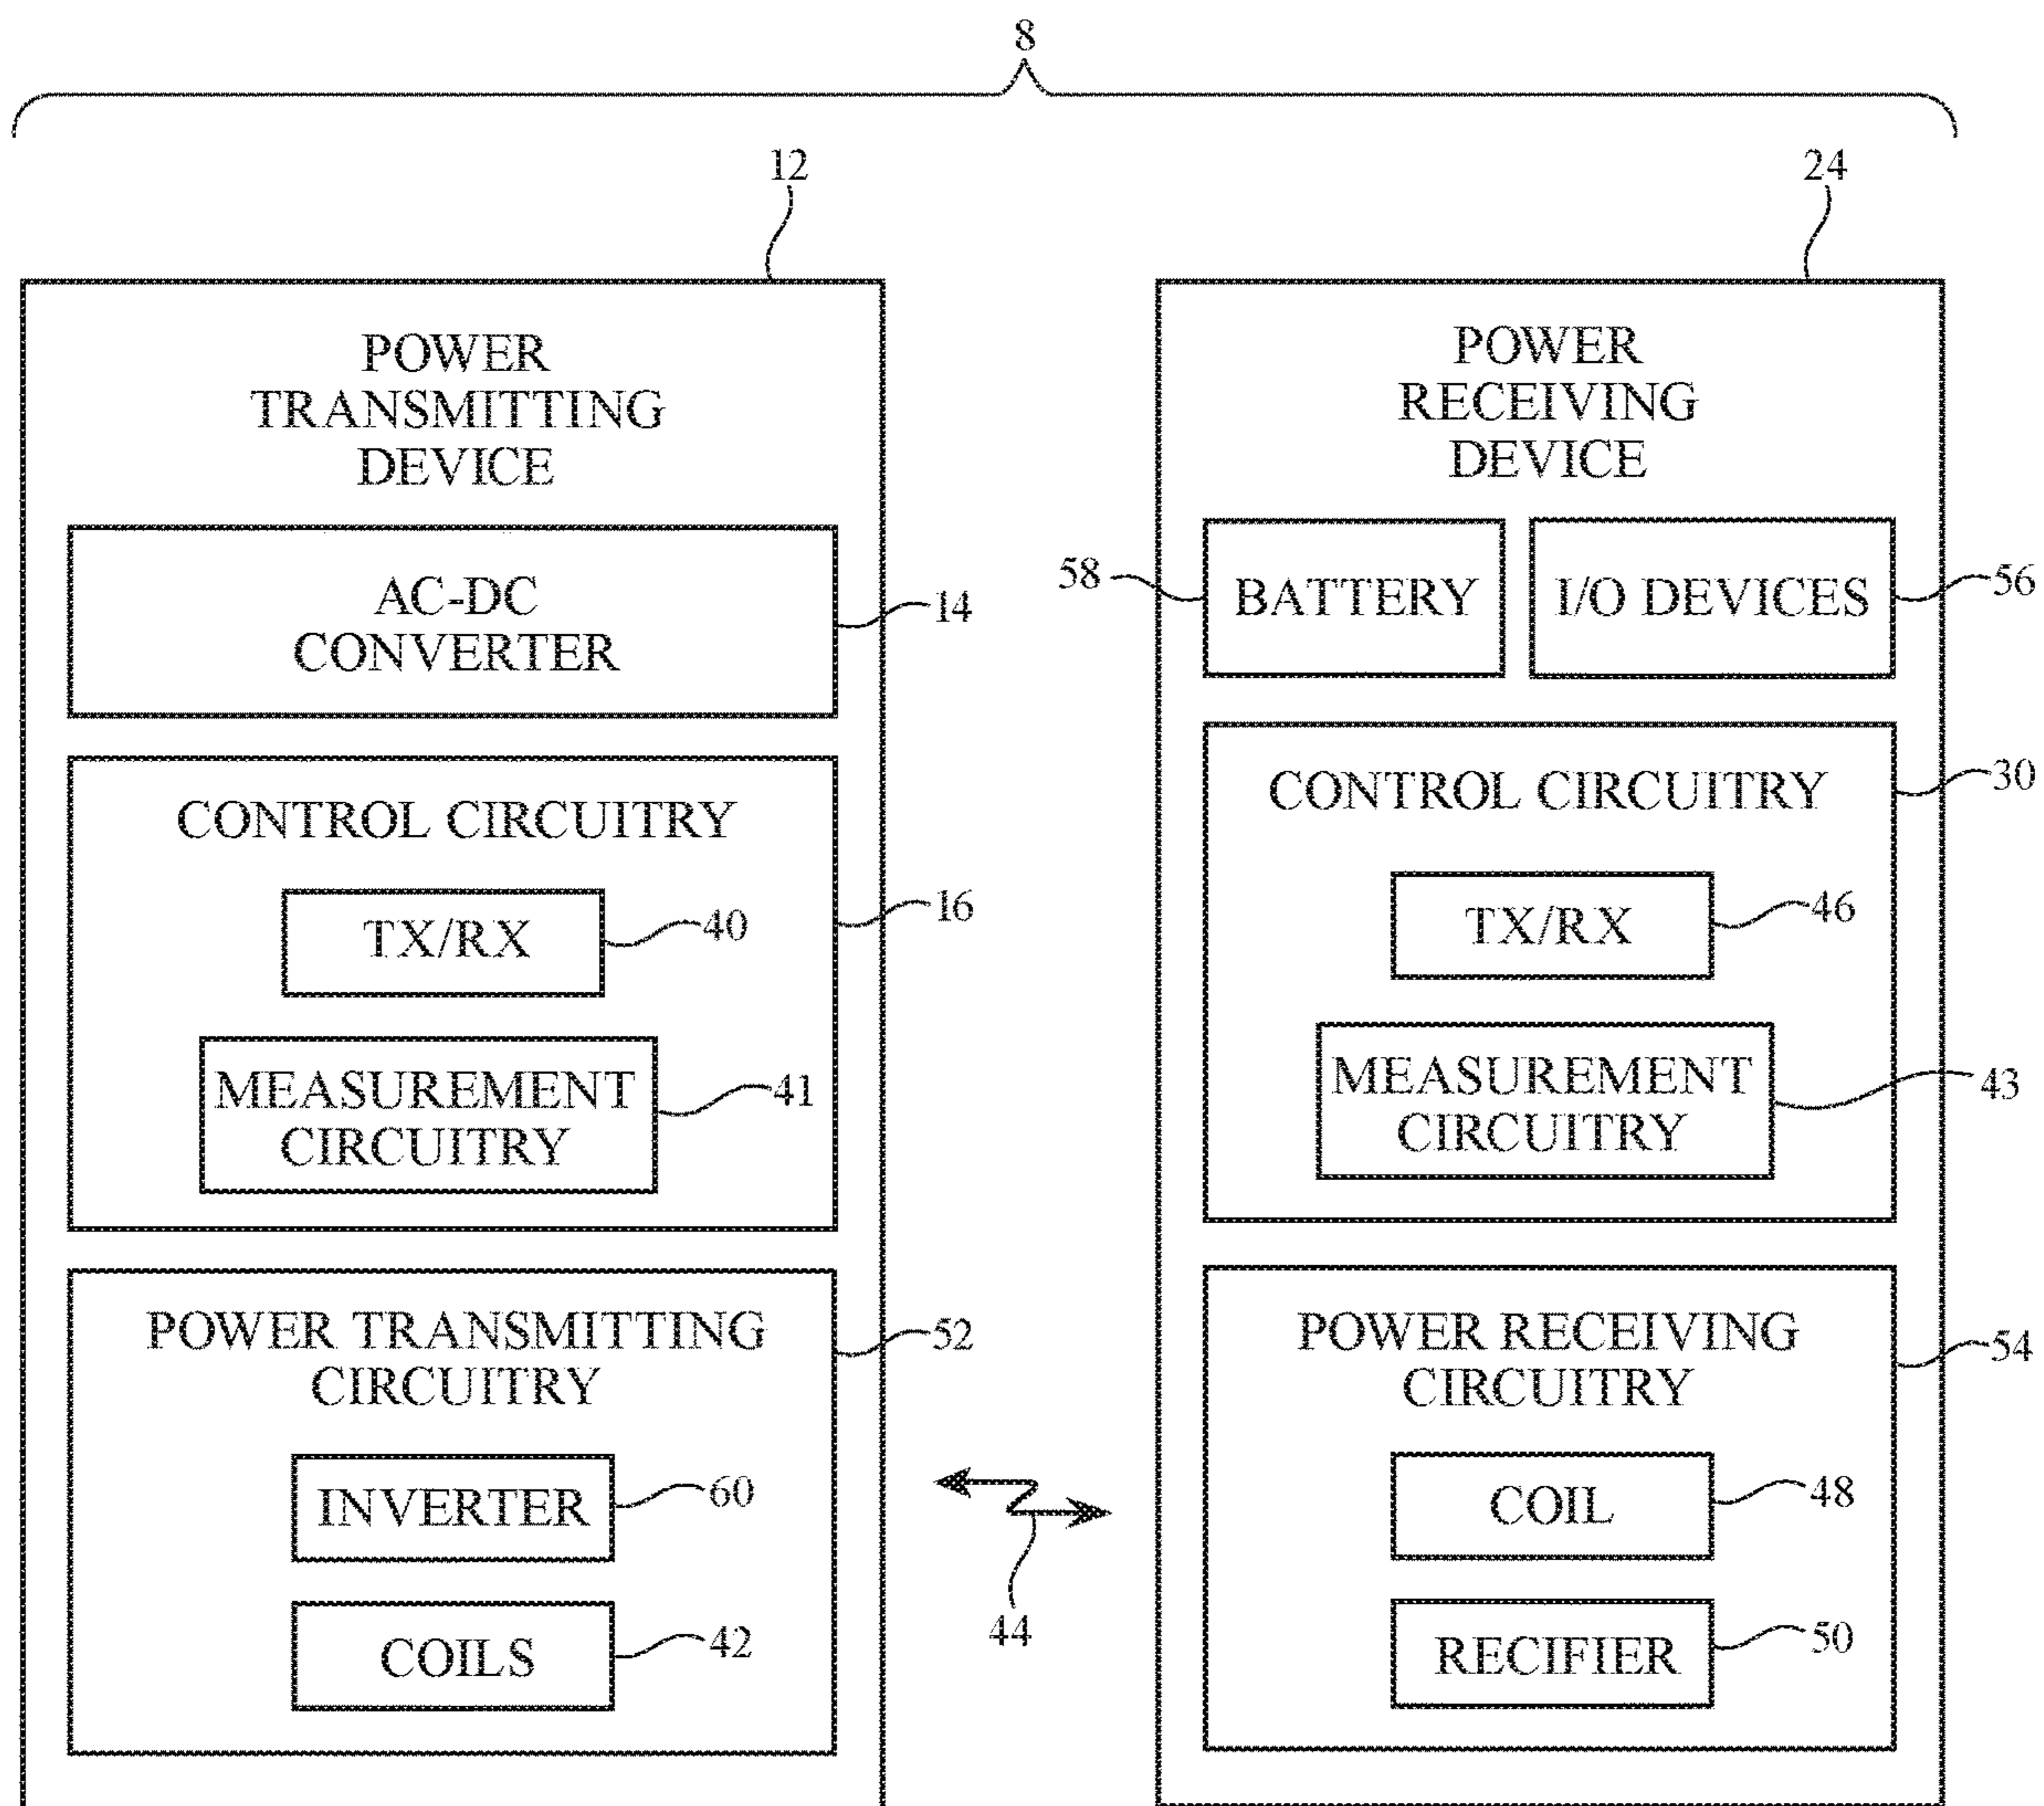 8
12
24
POWER
TRANSMITTING
DEVICE
AC-DC
CONVERTER
14
CONTROL CIRCUITRY
16
TX/RX
40
MEASUREMENT
CIRCUITRY
41
POWER TRANSMITTING
CIRCUITRY
52
INVERTER
60
COILS
42
44
POWER
RECEIVING
DEVICE
58
BATTERY
I/O DEVICES
56
CONTROL CIRCUITRY
30
TX/RX
46
MEASUREMENT
CIRCUITRY
43
POWER RECEIVING
CIRCUITRY
54
COIL
48
RECIFIER
50